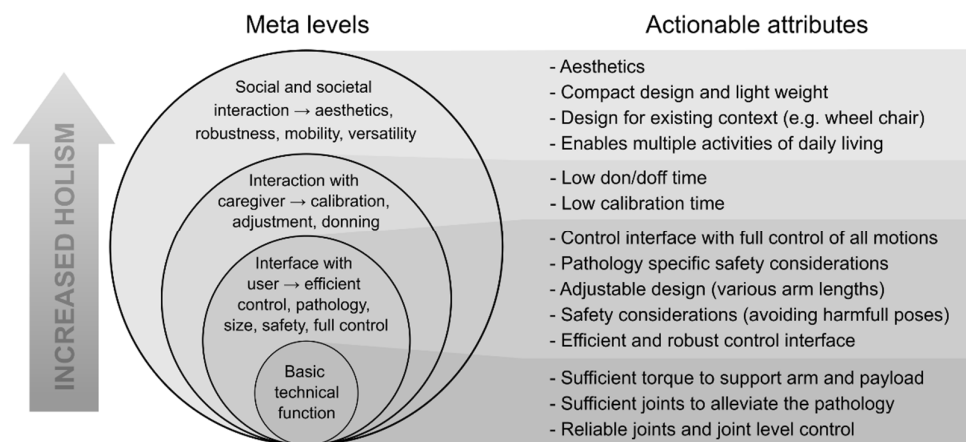 Meta levels
Actionable attributes
INCREASED HOLISM
Social and societal
interaction → aesthetics,
robustness, mobility, versatility
Interaction with
caregiver → calibration,
adjustment, donning
Interface with
user → efficient
control, pathology,
size, safety, full control
Basic
technical
function
- Aesthetics
- Compact design and light weight
- Design for existing context (e.g. wheel chair)
- Enables multiple activities of daily living
- Low don/doff time
- Low calibration time
- Control interface with full control of all motions
- Pathology specific safety considerations
- Adjustable design (various arm lengths)
- Safety considerations (avoiding harmfull poses)
- Efficient and robust control interface
- Sufficient torque to support arm and payload
- Sufficient joints to alleviate the pathology
- Reliable joints and joint level control